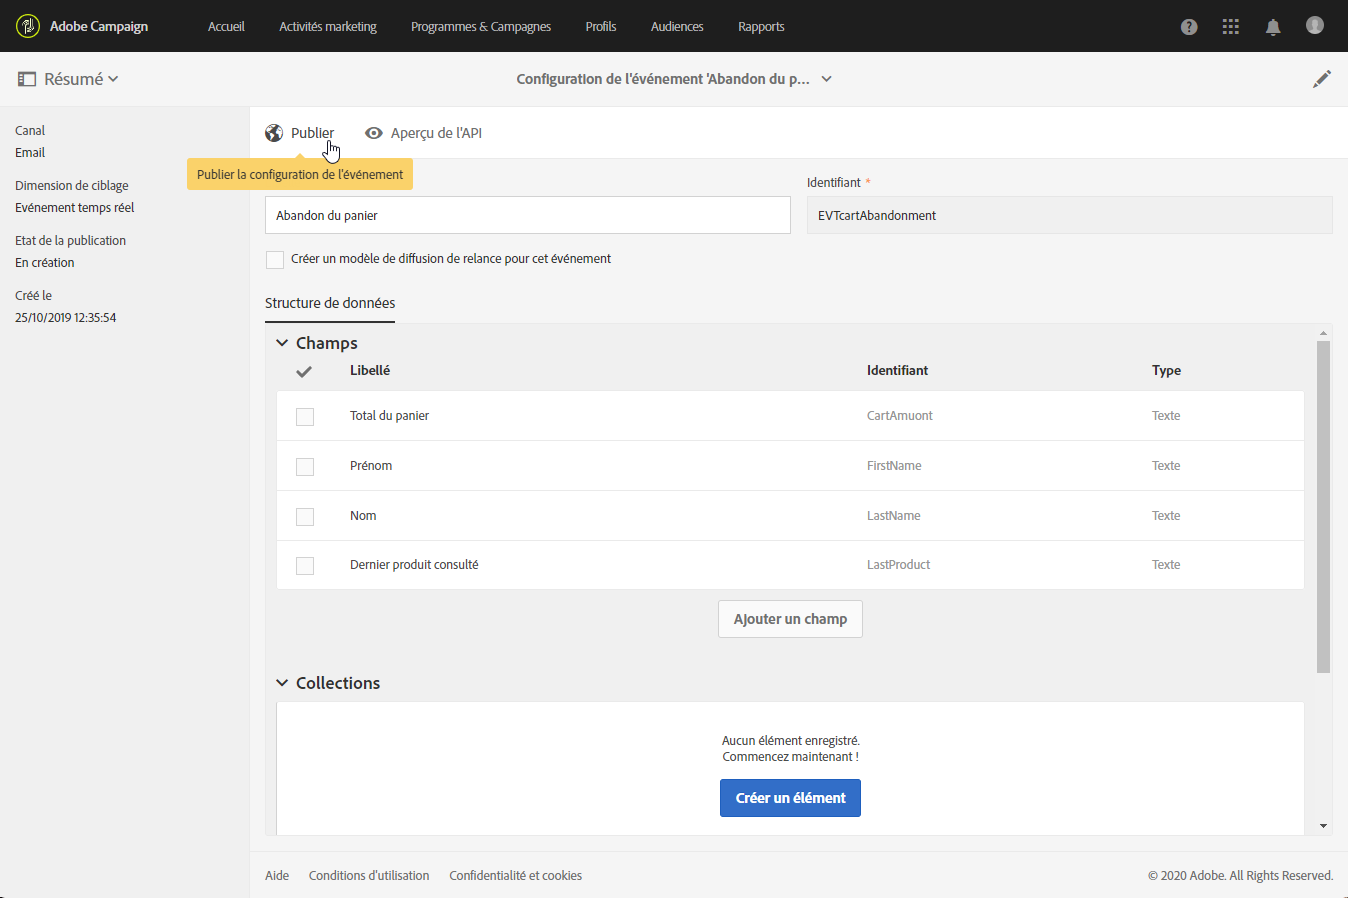 Adobe Campaign Accueil Activités marketing Programmes & Campagnes Profils Audiences Rapports
Résumé Configuration de l'événement 'Abandon du p...
Canal
Email
Dimension de ciblage
Evénement temps réel
Etat de la publication
En création
Créé le
25/10/2019 12:35:54
Publier Aperçu de l'API
Publier la configuration de l'événement
Identifiant *
Abandon du panier EVTcartAbandonment
Créer un modèle de diffusion de relance pour cet événement
Structure de données
Champs
Libellé Identifiant Type
Total du panier CartAmuont Texte
Prénom FirstName Texte
Nom LastName Texte
Dernier produit consulté LastProduct Texte
Ajouter un champ
Collections
Aucun élément enregistré.
Commencez maintenant !
Créer un élément
Aide Conditions d'utilisation Confidentialité et cookies © 2020 Adobe. All Rights Reserved.